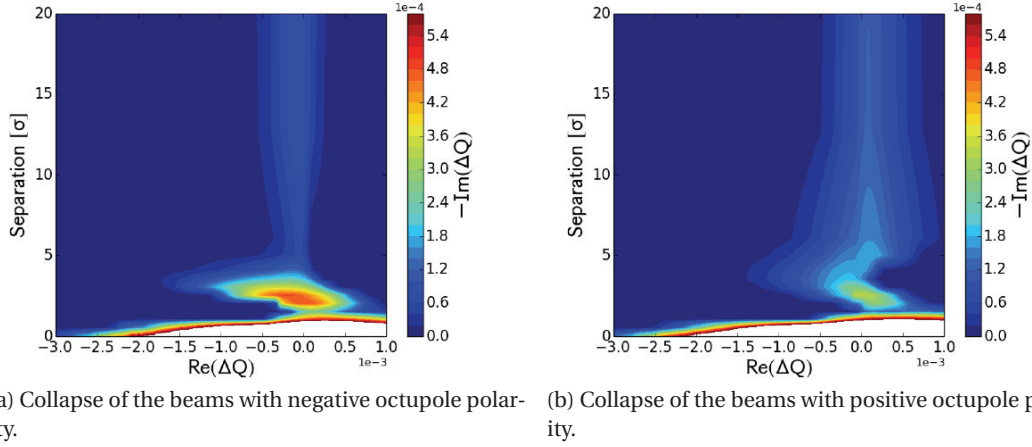 1e−4
1e−4
20
15
10
5
0
Separation [σ]
−3.0 −2.5 −2.0 −1.5 −1.0 −0.5 0.0 0.5 1.0
1e−3
Re(ΔQ)
5.4
4.8
4.2
3.6
3.0
2.4
1.8
1.2
0.6
0.0
−Im(ΔQ)
20
15
10
5
0
Separation [σ]
−3.0 −2.5 −2.0 −1.5 −1.0 −0.5 0.0 0.5 1.0
1e−3
Re(ΔQ)
5.4
4.8
4.2
3.6
3.0
2.4
1.8
1.2
0.6
0.0
−Im(ΔQ)
a) Collapse of the beams with negative octupole polar-
ty.
(b) Collapse of the beams with positive octupole p
ity.